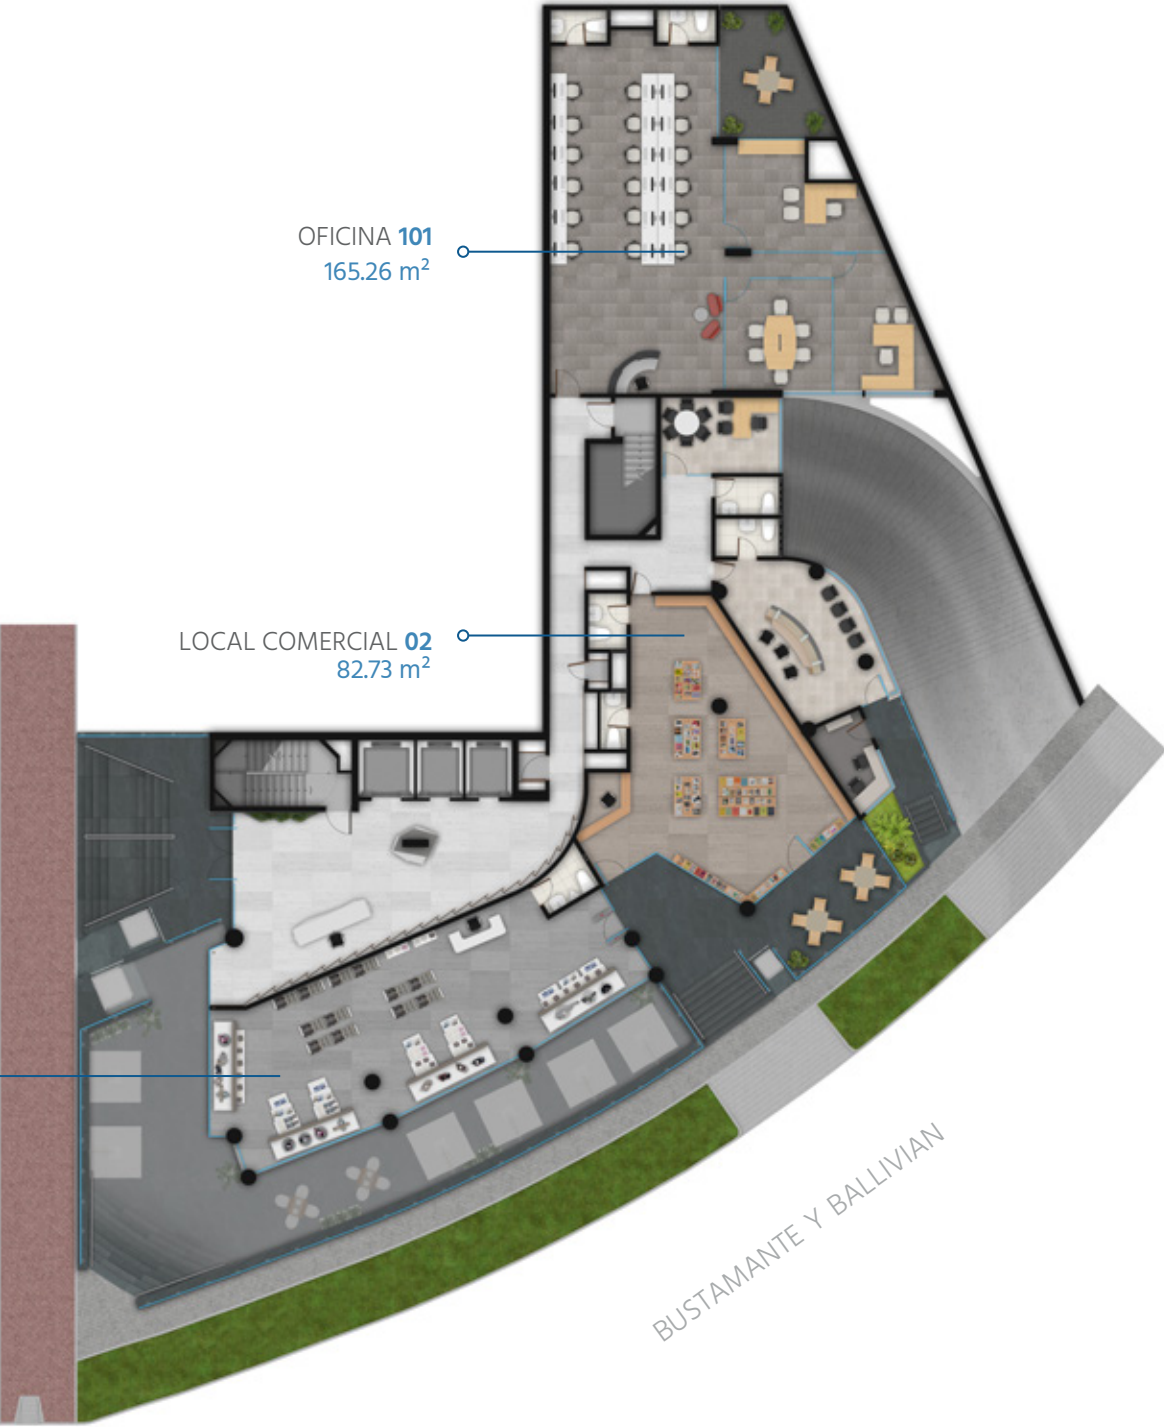 OFICINA 101
165.26 m²
LOCAL COMERCIAL 02
82.73 m²
BUSTAMANTE Y BALLIVIAN